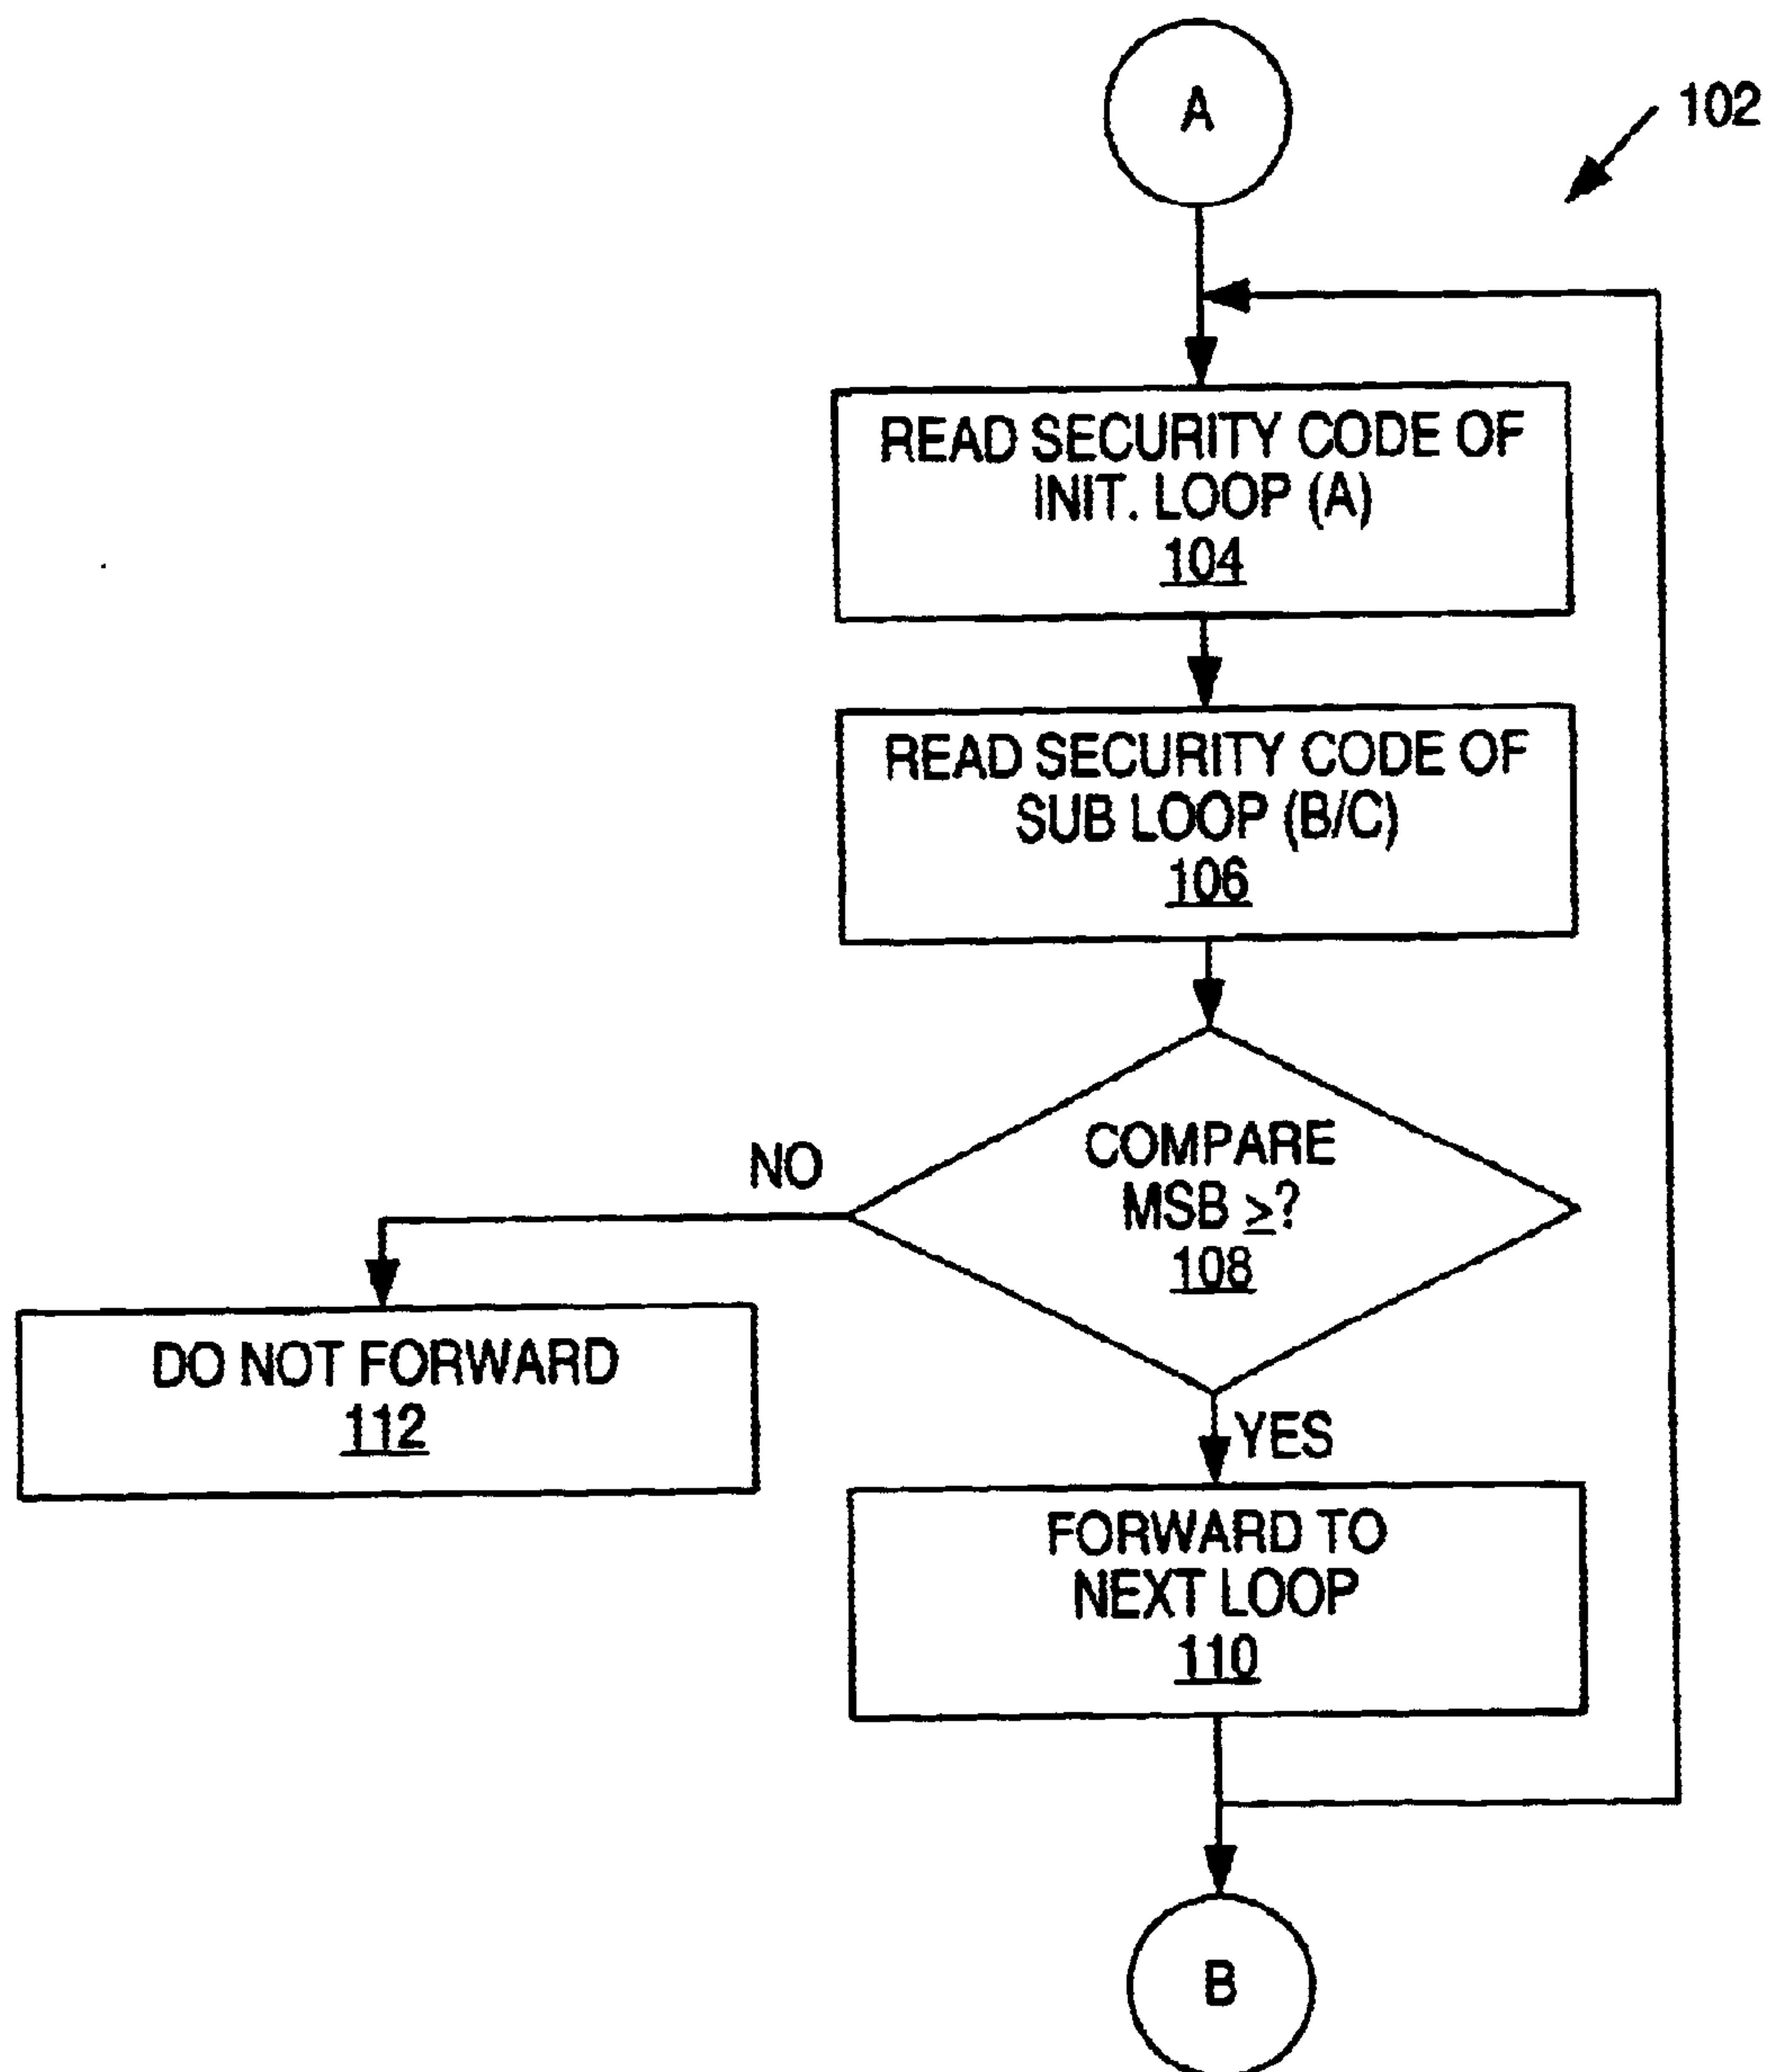 A
102
READ SECURITY CODE OF
INIT. LOOP (A)
104
READ SECURITY CODE OF
SUB LOOP (B/C)
106
COMPARE
MSB ≥?
108
NO
DO NOT FORWARD
112
YES
FORWARD TO
NEXT LOOP
110
B